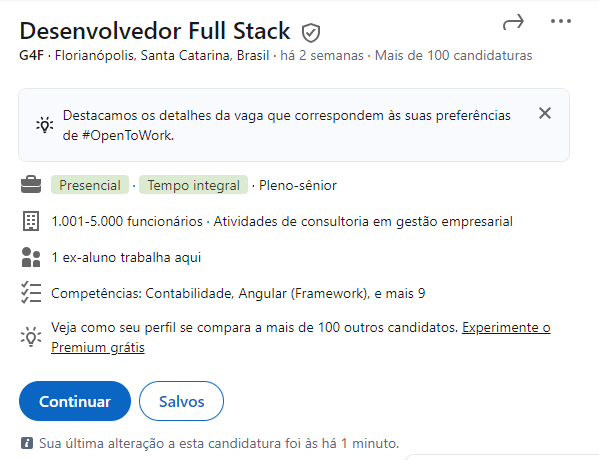 Desenvolvedor Full Stack
G4F · Florianópolis, Santa Catarina, Brasil · há 2 semanas · Mais de 100 candidaturas
Destacamos os detalhes da vaga que correspondem às suas preferências
de #OpenToWork.
Presencial · Tempo integral · Pleno-sênior
1.001-5.000 funcionários · Atividades de consultoria em gestão empresarial
1 ex-aluno trabalha aqui
Competências: Contabilidade, Angular (Framework), e mais 9
Veja como seu perfil se compara a mais de 100 outros candidatos. Experimente o
Premium grátis
Continuar Salvos
Sua última alteração a esta candidatura foi às há 1 minuto.